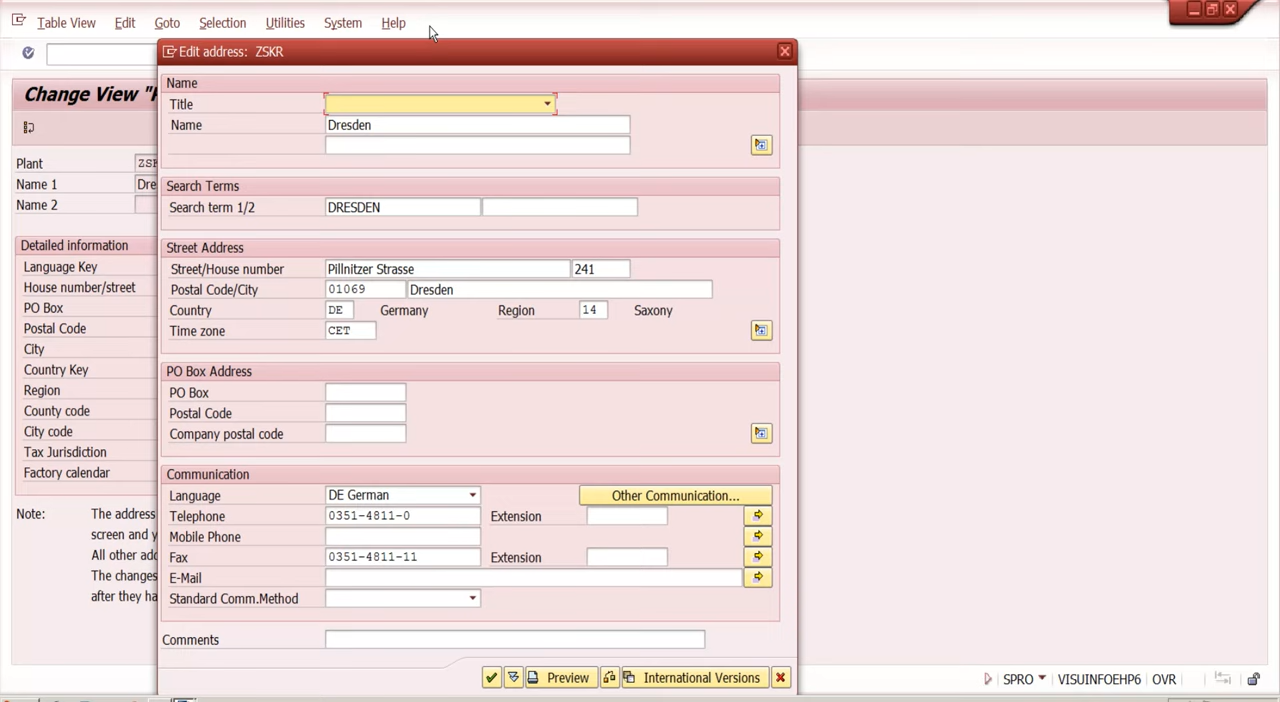 Table View Edit Goto Selection Utilities System Help
Edit address: ZSKR
Change View "
Name
Title
Name Dresden
Plant ZSK
Name 1 Dre
Name 2
Search Terms
Search term 1/2 DRESDEN
Detailed information
Language Key
House number/street
PO Box
Postal Code
City
Country Key
Region
County code
City code
Tax Jurisdiction
Factory calendar
Street Address
Street/House number Pillnitzer Strasse 241
Postal Code/City 01069 Dresden
Country DE Germany Region 14 Saxony
Time zone CET
PO Box Address
PO Box
Postal Code
Company postal code
Communication
Language DE German Other Communication...
Telephone 0351-4811-0 Extension
Mobile Phone
Fax 0351-4811-11 Extension
E-Mail
Standard Comm.Method
Comments
Note: The address
screen and y
All other add
The changes
after they ha
Preview International Versions
SPRO VISUINFOEHP6 OVR